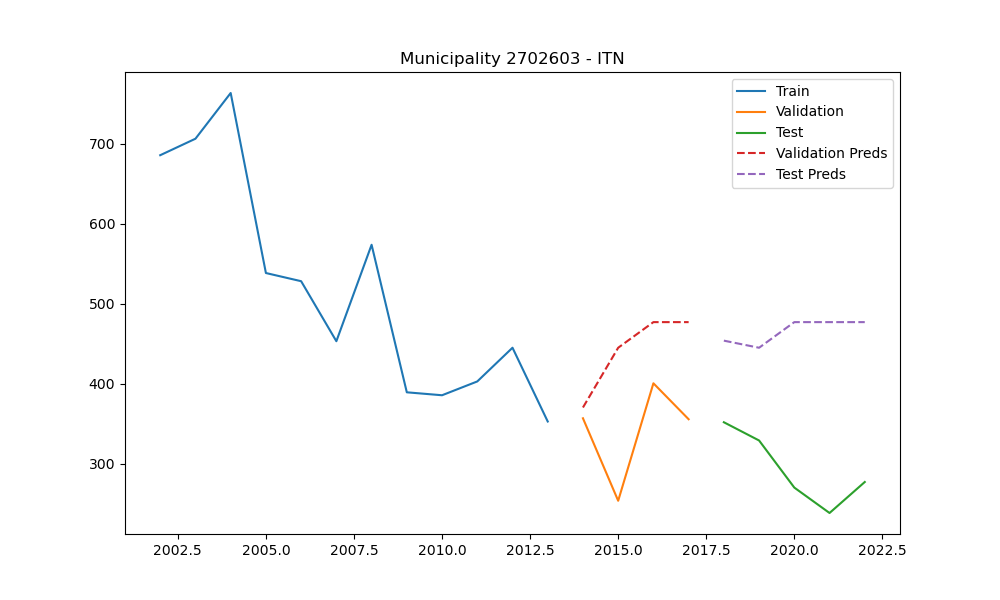 Municipality 2702603 - ITN
Train
Validation
Test
Validation Preds
Test Preds
700
600
500
400
300
2002.5 2005.0 2007.5 2010.0 2012.5 2015.0 2017.5 2020.0 2022.5